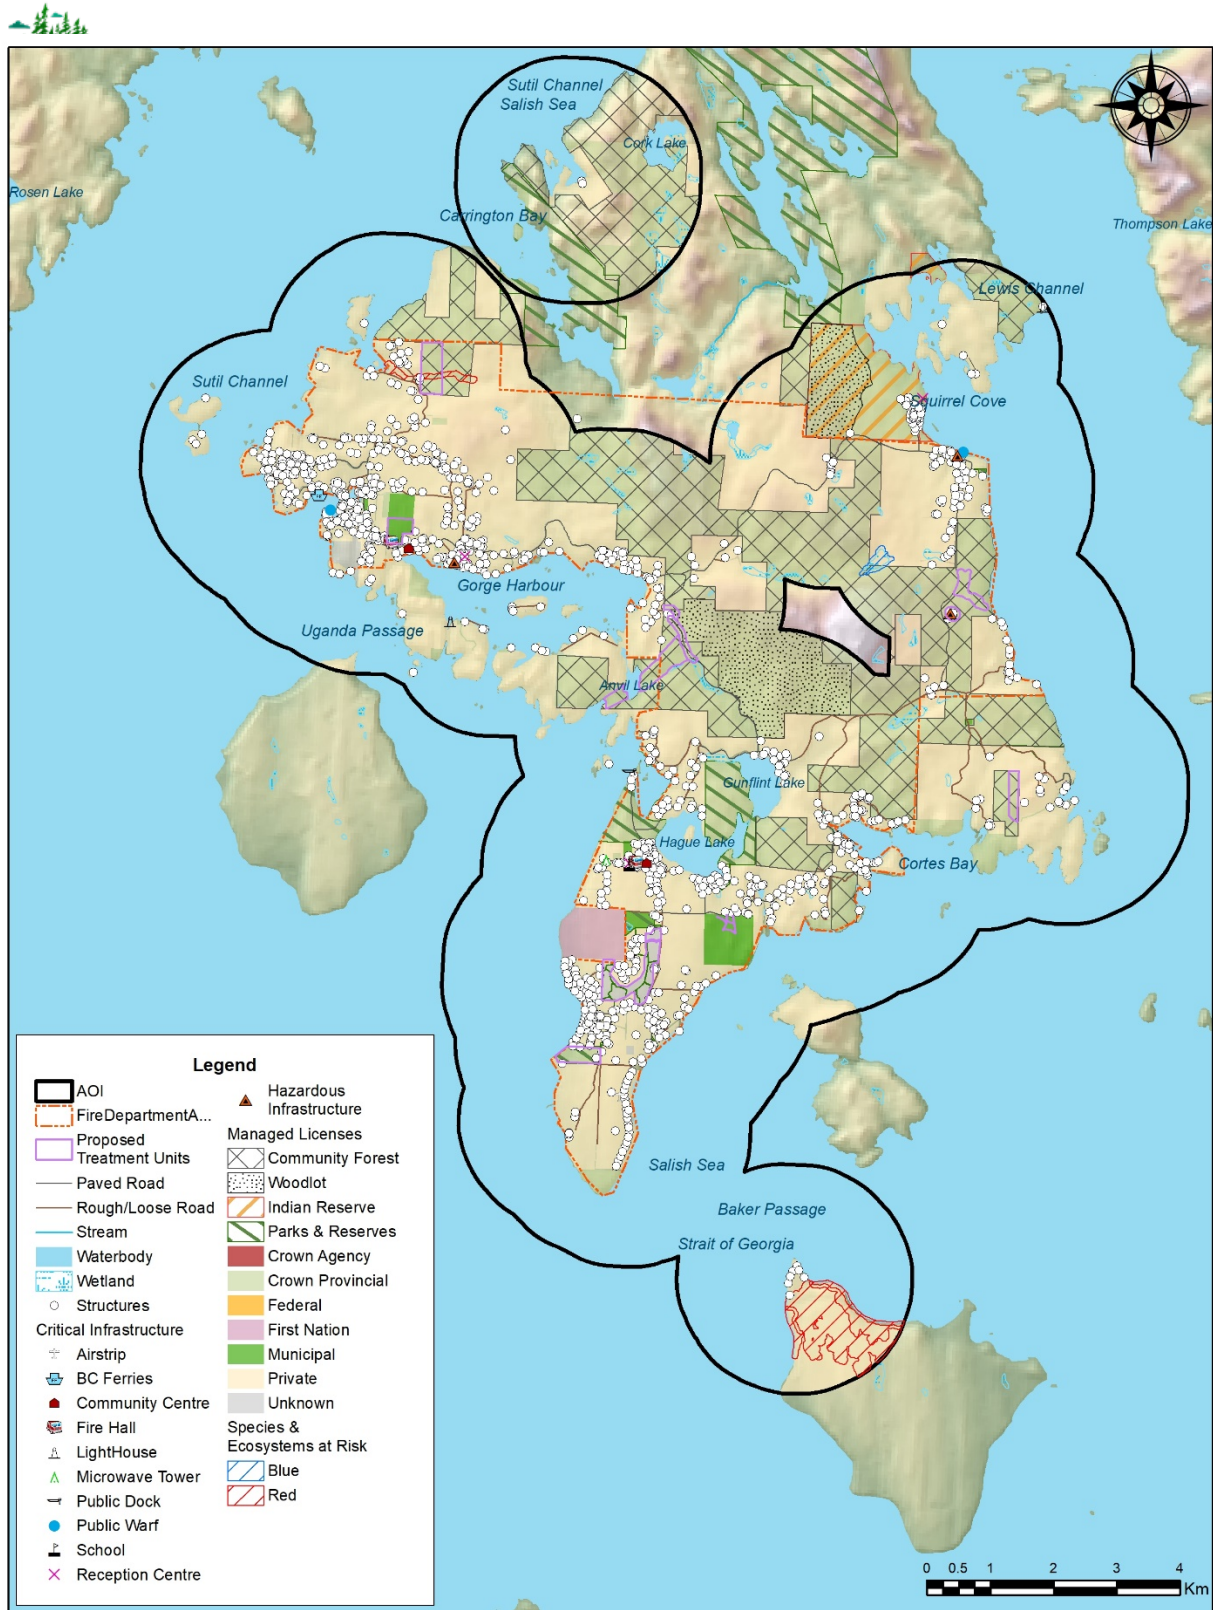 Sutil Channel
Salish Sea
Cork Lake
Rosen Lake
Carrington Bay
Thompson Lake
Lewis Channel
Sutil Channel
Squirrel Cove
Gorge Harbour
Uganda Passage
Anvil Lake
Gunflint Lake
Hague Lake
Cortes Bay
Salish Sea
Baker Passage
Strait of Georgia
Legend
AOI
FireDepartmentA...
Proposed
Treatment Units
Paved Road
Rough/Loose Road
Stream
Waterbody
Wetland
Structures
Critical Infrastructure
Airstrip
BC Ferries
Community Centre
Fire Hall
LightHouse
Microwave Tower
Public Dock
Public Warf
School
Reception Centre
Hazardous
Infrastructure
Managed Licenses
Community Forest
Woodlot
Indian Reserve
Parks & Reserves
Crown Agency
Crown Provincial
Federal
First Nation
Municipal
Private
Unknown
Species &
Ecosystems at Risk
Blue
Red
0 0.5 1 2 3 4
Km